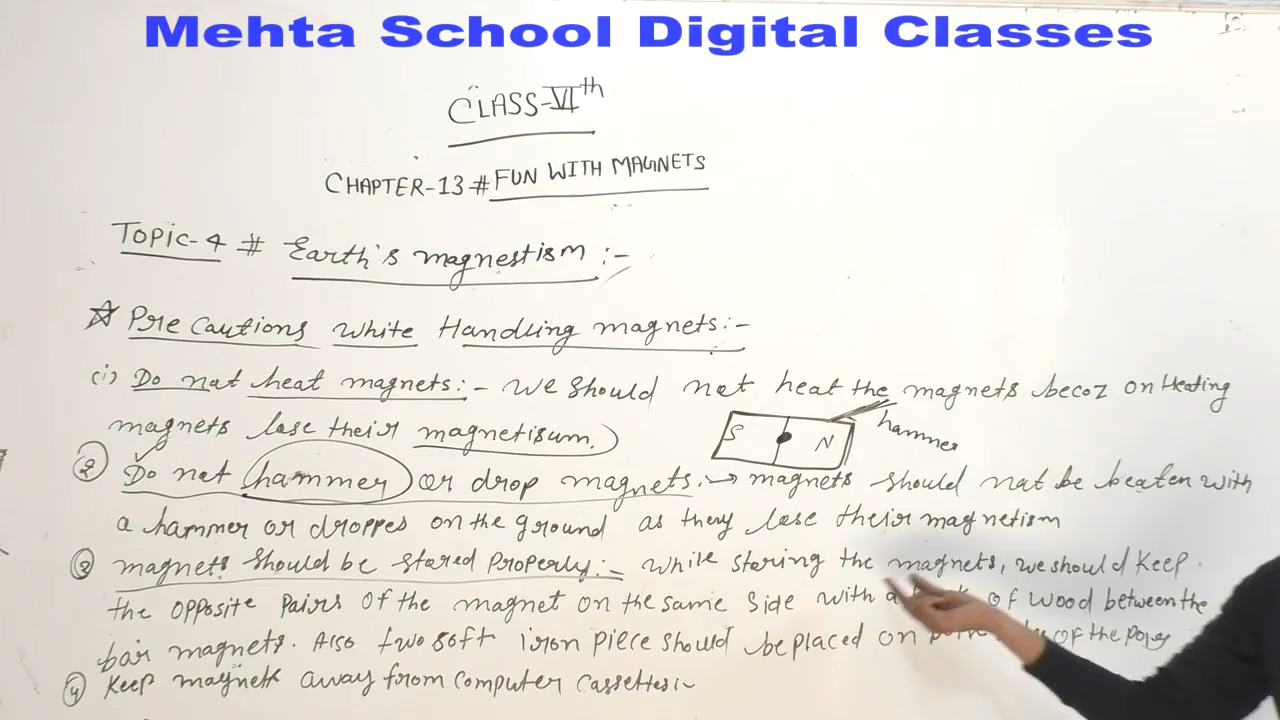 Mehta School Digital Classes
CLASS-VIth
CHAPTER-13 # FUN WITH MAGNETS
TOPIC-4 # Earth's magnestism :-
☆ PreCautions white Handling magnets:-
(i) Do not heat magnets:- we should not heat the magnets becoz on Heating
magnets lose their magnetisum.
S N hammer
② Do not hammer or drop magnets :→ magnets should not be beaten with
a hammer or droppes on the ground as they lose their magnetism
③ magnets should be stored Properly:- while storing the magnets, we should Keep
the opposite pairs of the magnet on the same side with a of wood between the
bar magnets. Also two soft iron piece should be placed on of the poles
④ Keep magnets away from computer cassettes:-